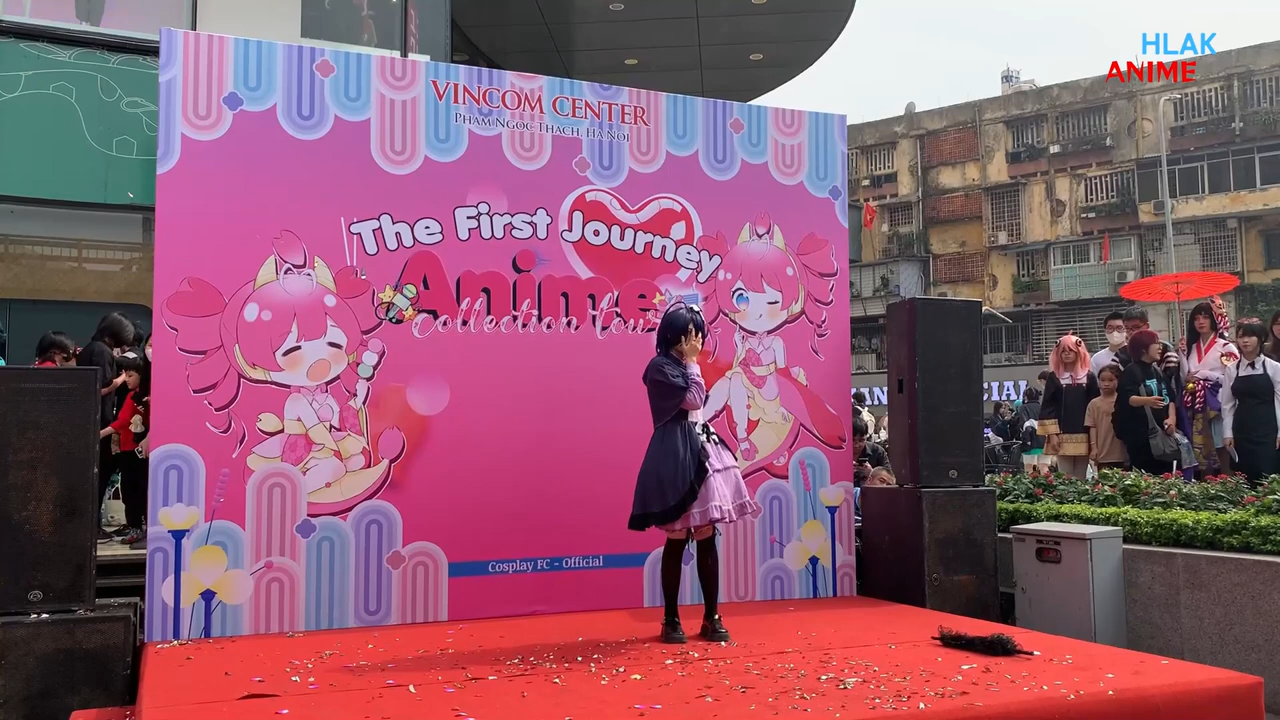 HLAK
ANIME
VINCOM CENTER
PHAM NGOC THACH, HA NOI
The First Journey
Anime
collection tour
Cosplay FC - Official